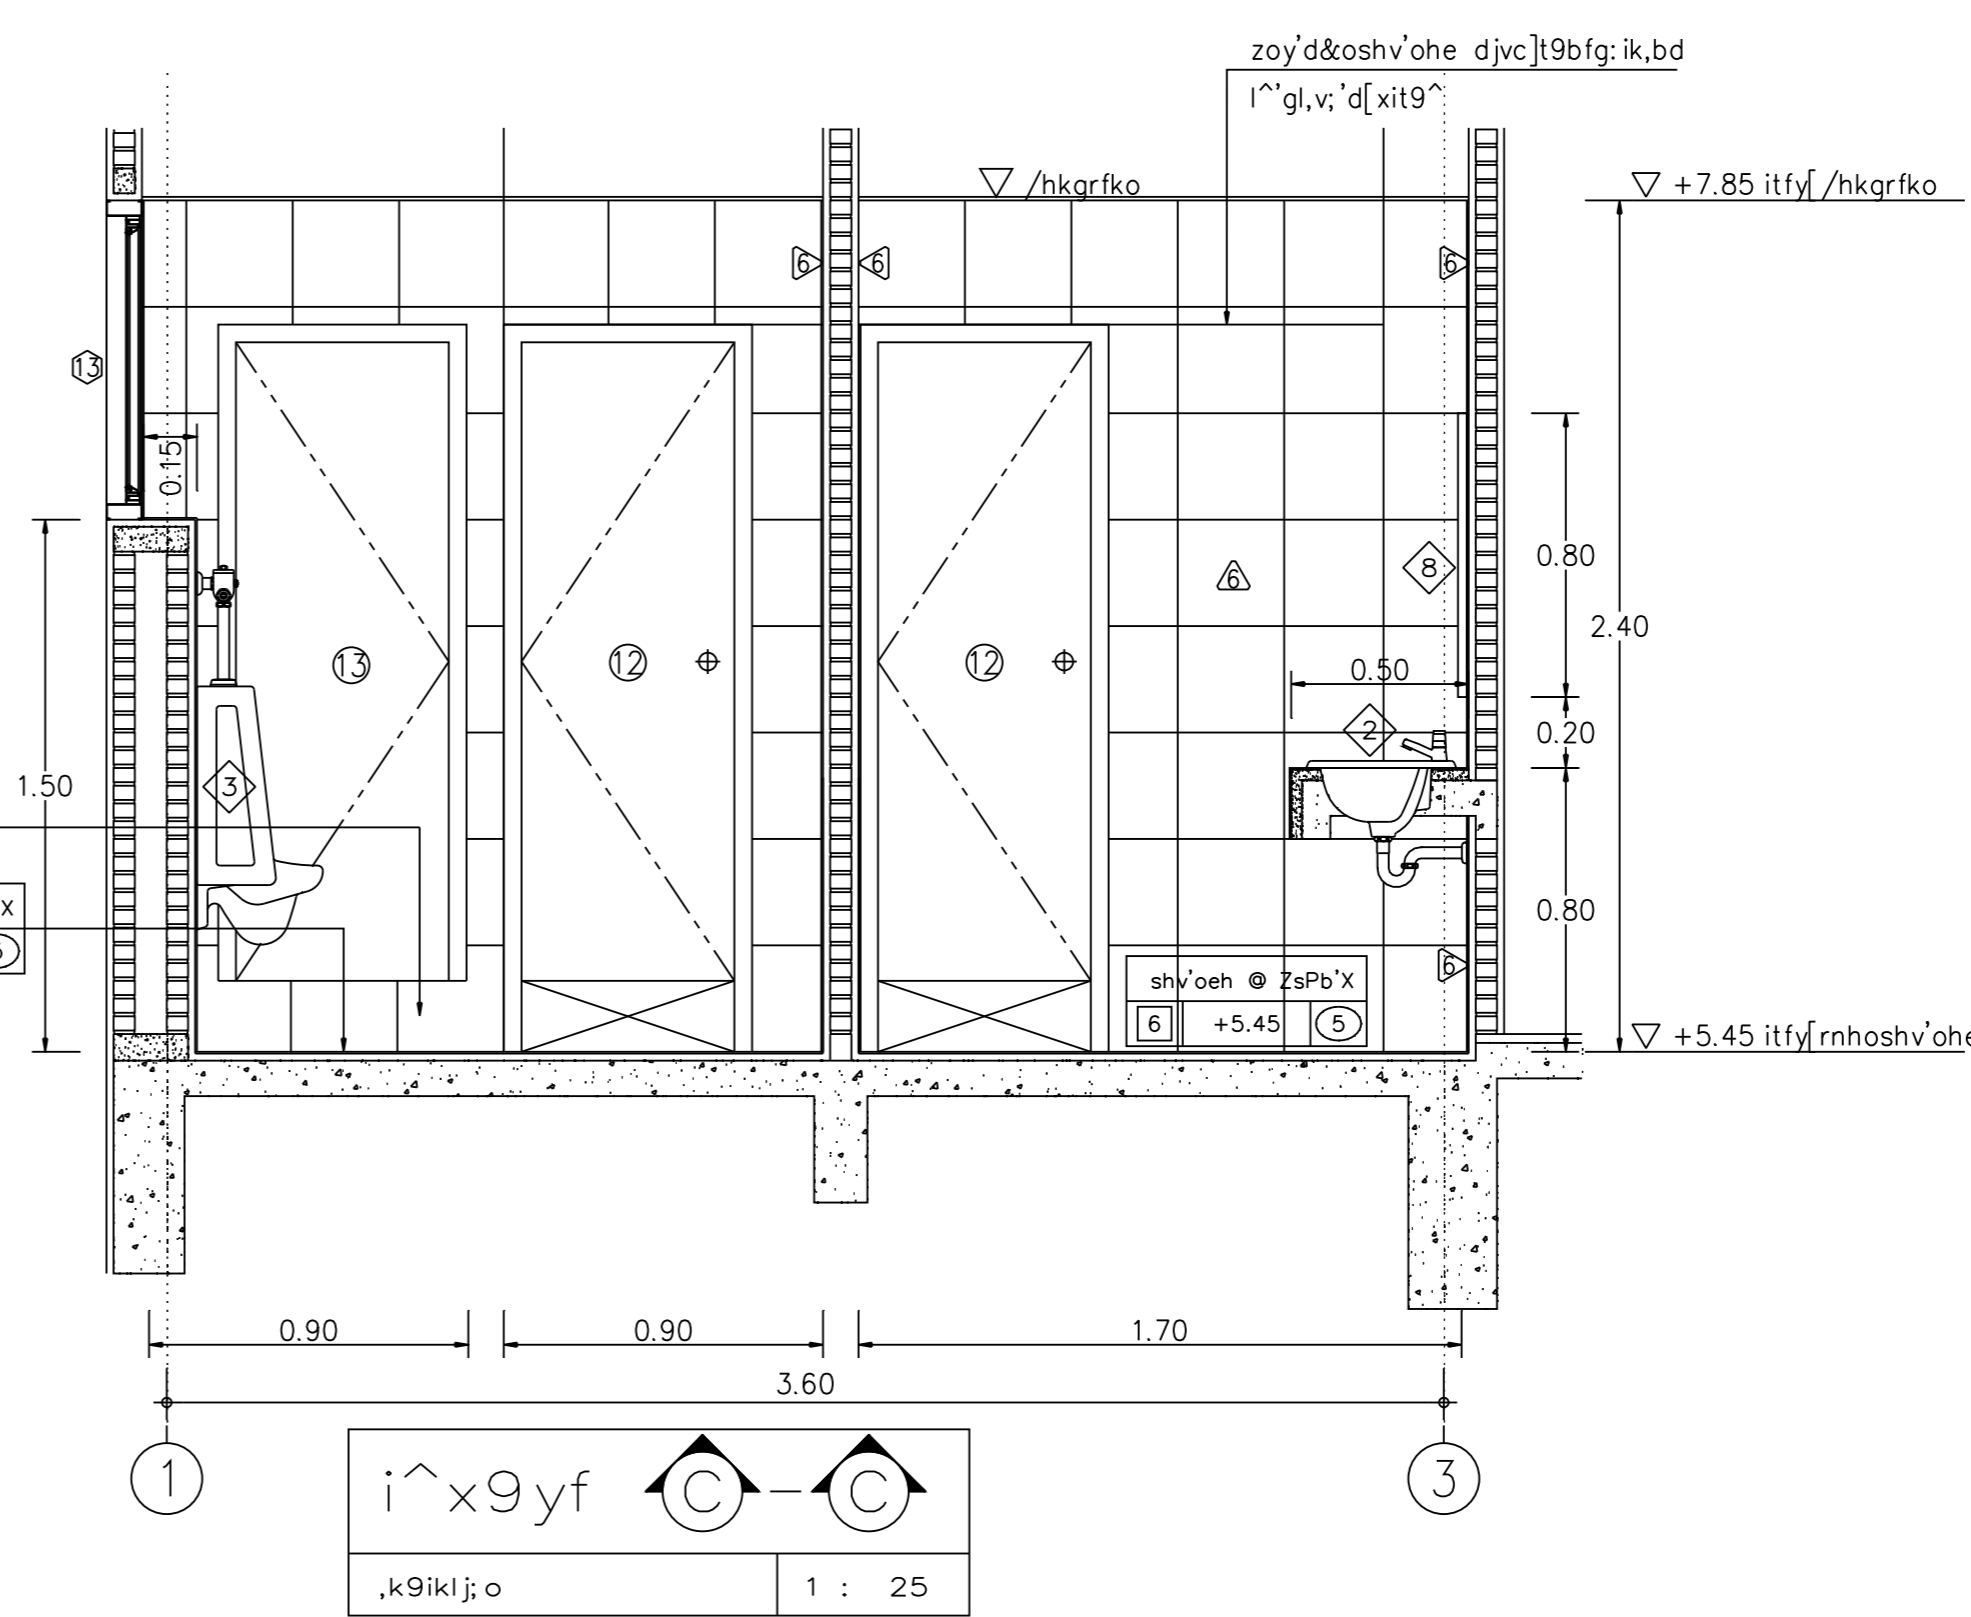 zoy'd&oshv'ohe djvc]t9bfg:ik,bd
l^'gl,v;'d[xit9^
/hkgrfko
+7.85 itfy[/hkgrfko
6
6
6
13
0.15
0.80
8
6
2.40
13
12
12
0.50
0.20
2
1.50
3
x
0.80
6
shv'oeh @ ZsPb'X
6 +5.45 5
+5.45 itfy[rnhoshv'ohe
0.90
0.90
1.70
3.60
1
3
i^x9yf C-C
,k9iklj;o
1 : 25